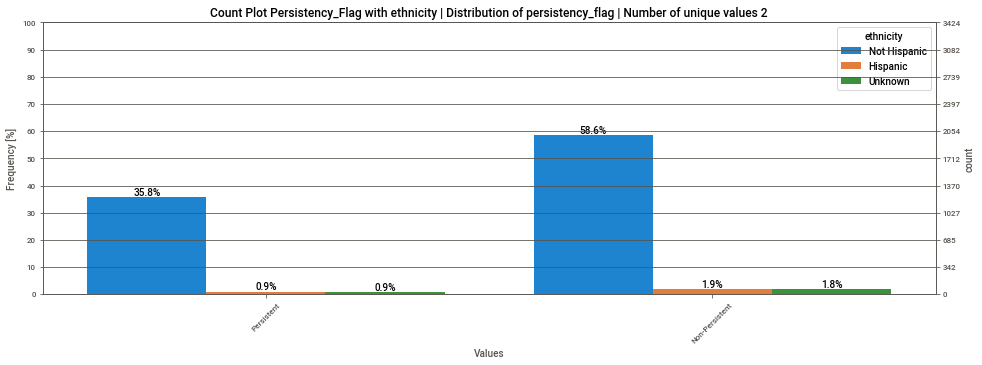 Count Plot Persistency_Flag with ethnicity | Distribution of persistency_flag | Number of unique values 2
100
90
80
70
60
50
40
30
20
10
0
Frequency [%]
35.8%
0.9%
0.9%
58.6%
1.9%
1.8%
ethnicity
Not Hispanic
Hispanic
Unknown
3424
3082
2739
2397
2054
1712
1370
1027
685
342
0
count
Persistent
Non-Persistent
Values